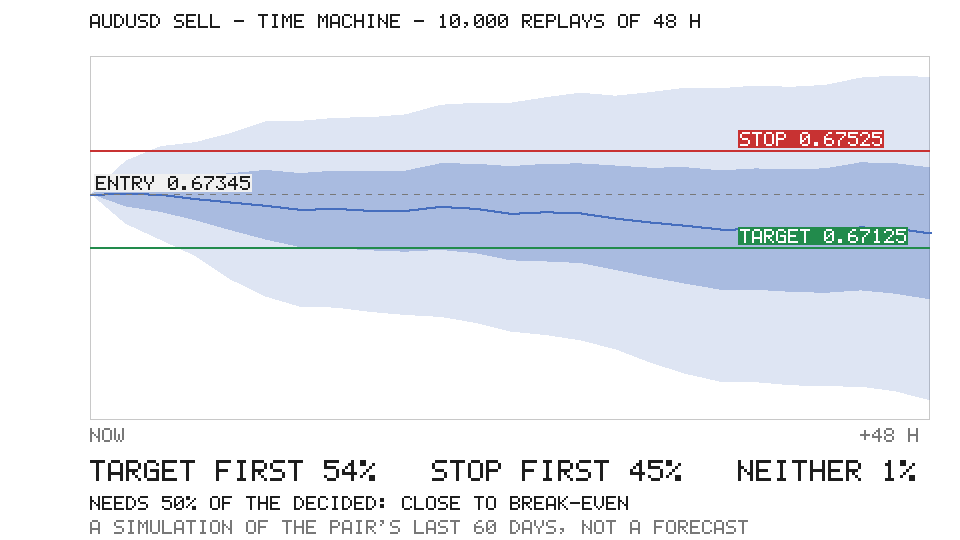 AUDUSD SELL - TIME MACHINE - 10,000 REPLAYS OF 48 H
STOP 0.67525
ENTRY 0.67345
TARGET 0.67125
NOW +48 H
TARGET FIRST 54% STOP FIRST 45% NEITHER 1%
NEEDS 50% OF THE DECIDED: CLOSE TO BREAK-EVEN
A SIMULATION OF THE PAIR'S LAST 60 DAYS, NOT A FORECAST